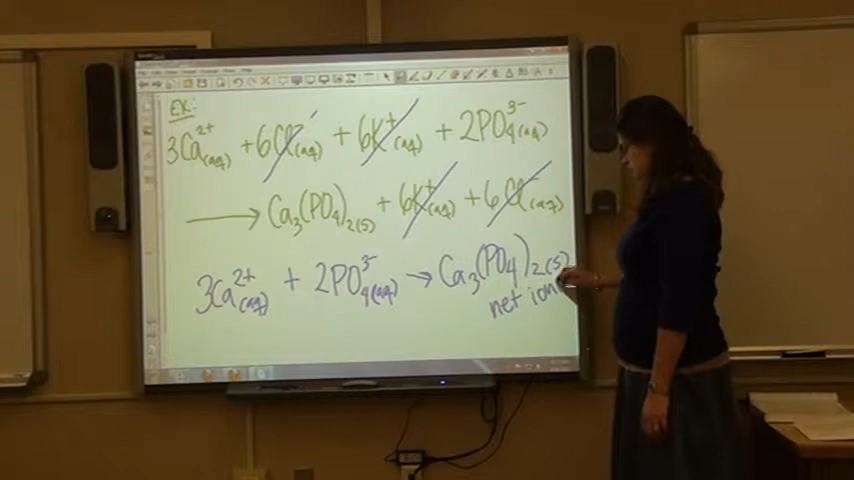 EX:
3Ca²⁺(aq) + 6Cl⁻(aq) + 6K⁺(aq) + 2PO₄³⁻(aq)
→ Ca₃(PO₄)₂(s) + 6K⁺(aq) + 6Cl⁻(aq)
3Ca²⁺(aq) + 2PO₄³⁻(aq) → Ca₃(PO₄)₂(s)
net ion